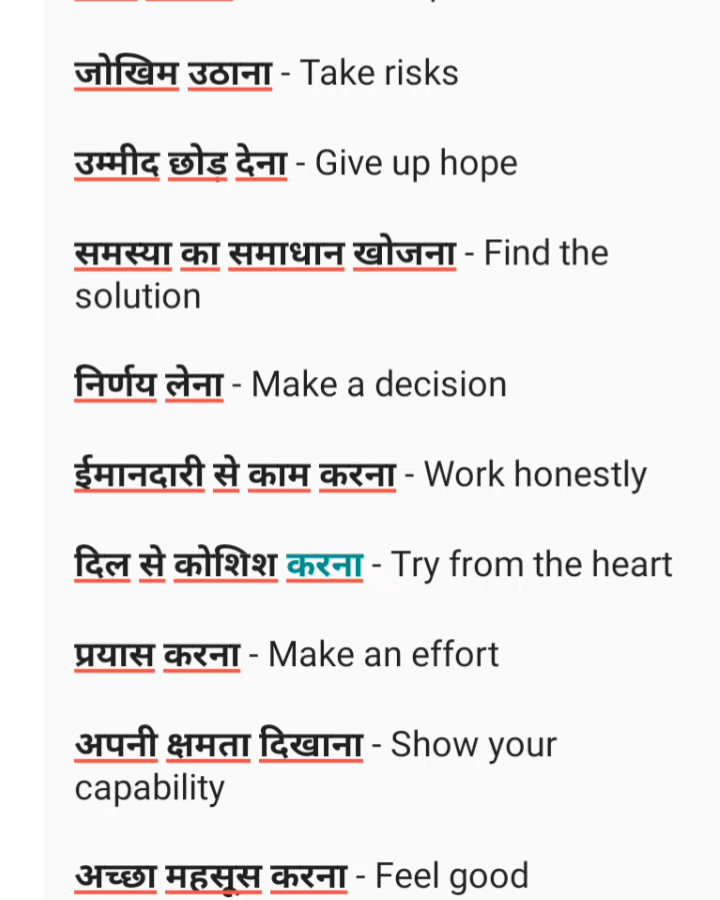 जोखिम उठाना - Take risks
उम्मीद छोड़ देना - Give up hope
समस्या का समाधान खोजना - Find the
solution
निर्णय लेना - Make a decision
ईमानदारी से काम करना - Work honestly
दिल से कोशिश करना - Try from the heart
प्रयास करना - Make an effort
अपनी क्षमता दिखाना - Show your
capability
अच्छा महसूस करना - Feel good